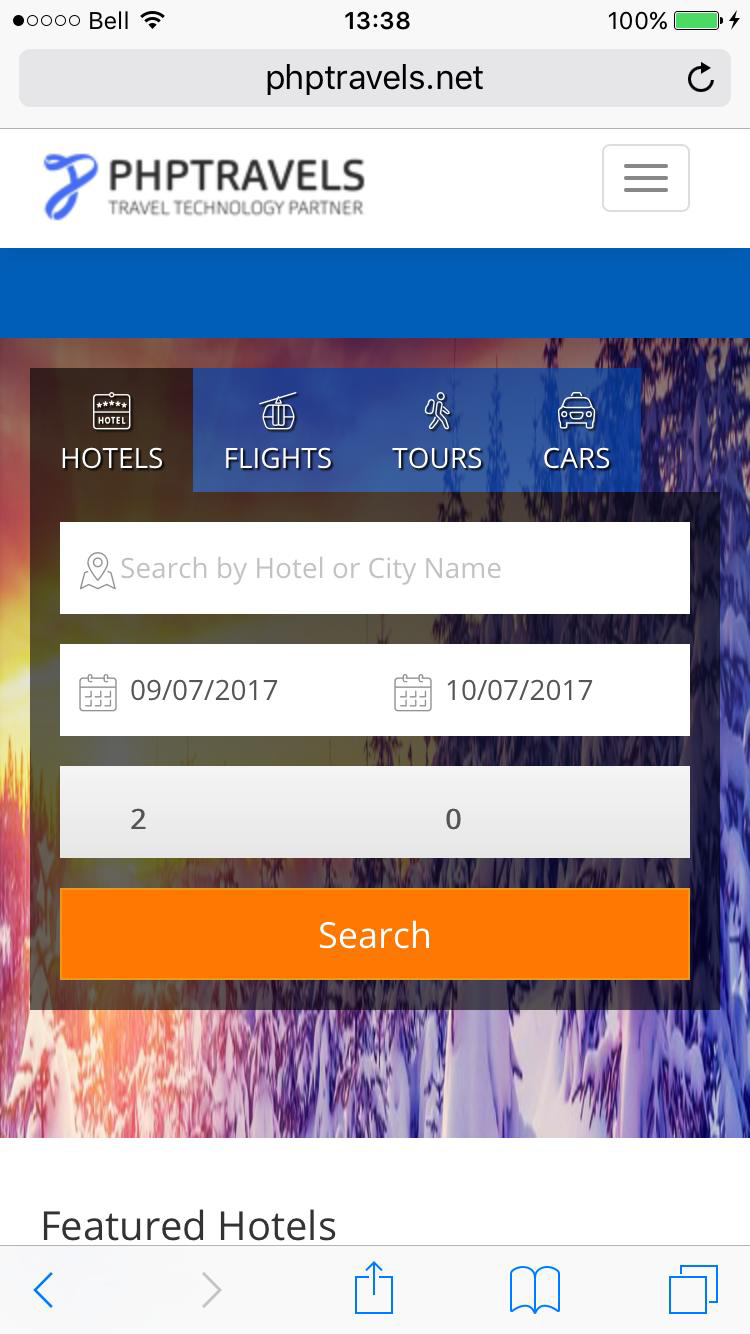 Bell 13:38 100%
phptravels.net
PHPTRAVELS
TRAVEL TECHNOLOGY PARTNER
HOTEL
HOTELS FLIGHTS TOURS CARS
Search by Hotel or City Name
09/07/2017 10/07/2017
2 0
Search
Featured Hotels